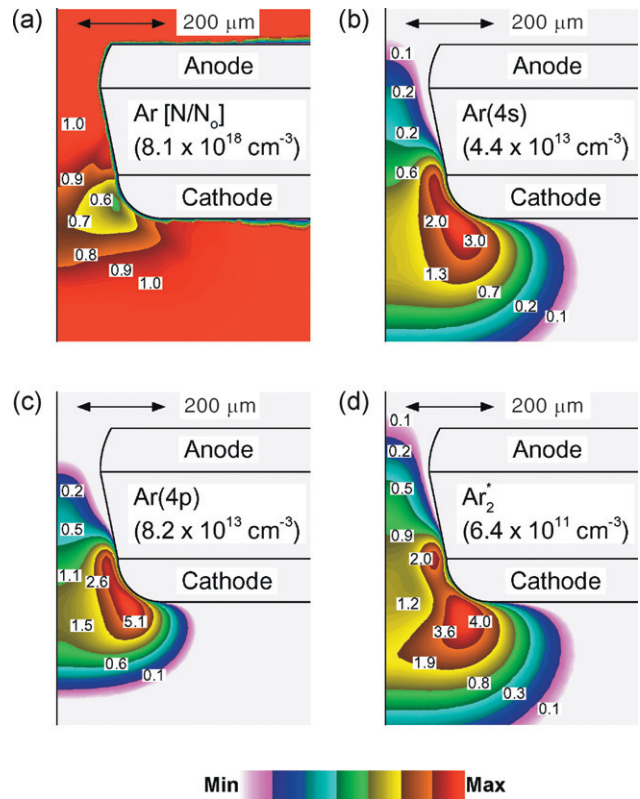 (a)
200 μm
Anode
Ar [N/Nₒ]
(8.1 x 10¹⁸ cm⁻³)
Cathode
1.0
0.9
0.6
0.7
0.8
0.9
1.0
(b)
200 μm
0.1
Anode
0.2
Ar(4s)
0.2
(4.4 x 10¹³ cm⁻³)
0.6
Cathode
2.0
3.0
1.3
0.7
0.2
0.1
(c)
200 μm
Anode
0.2
Ar(4p)
0.5
(8.2 x 10¹³ cm⁻³)
1.1
2.6
Cathode
5.1
1.5
0.6
0.1
(d)
200 μm
0.1
Anode
0.2
Ar₂*
0.5
(6.4 x 10¹¹ cm⁻³)
0.9
2.0
Cathode
1.2
4.0
3.6
1.9
0.8
0.3
0.1
Min
Max